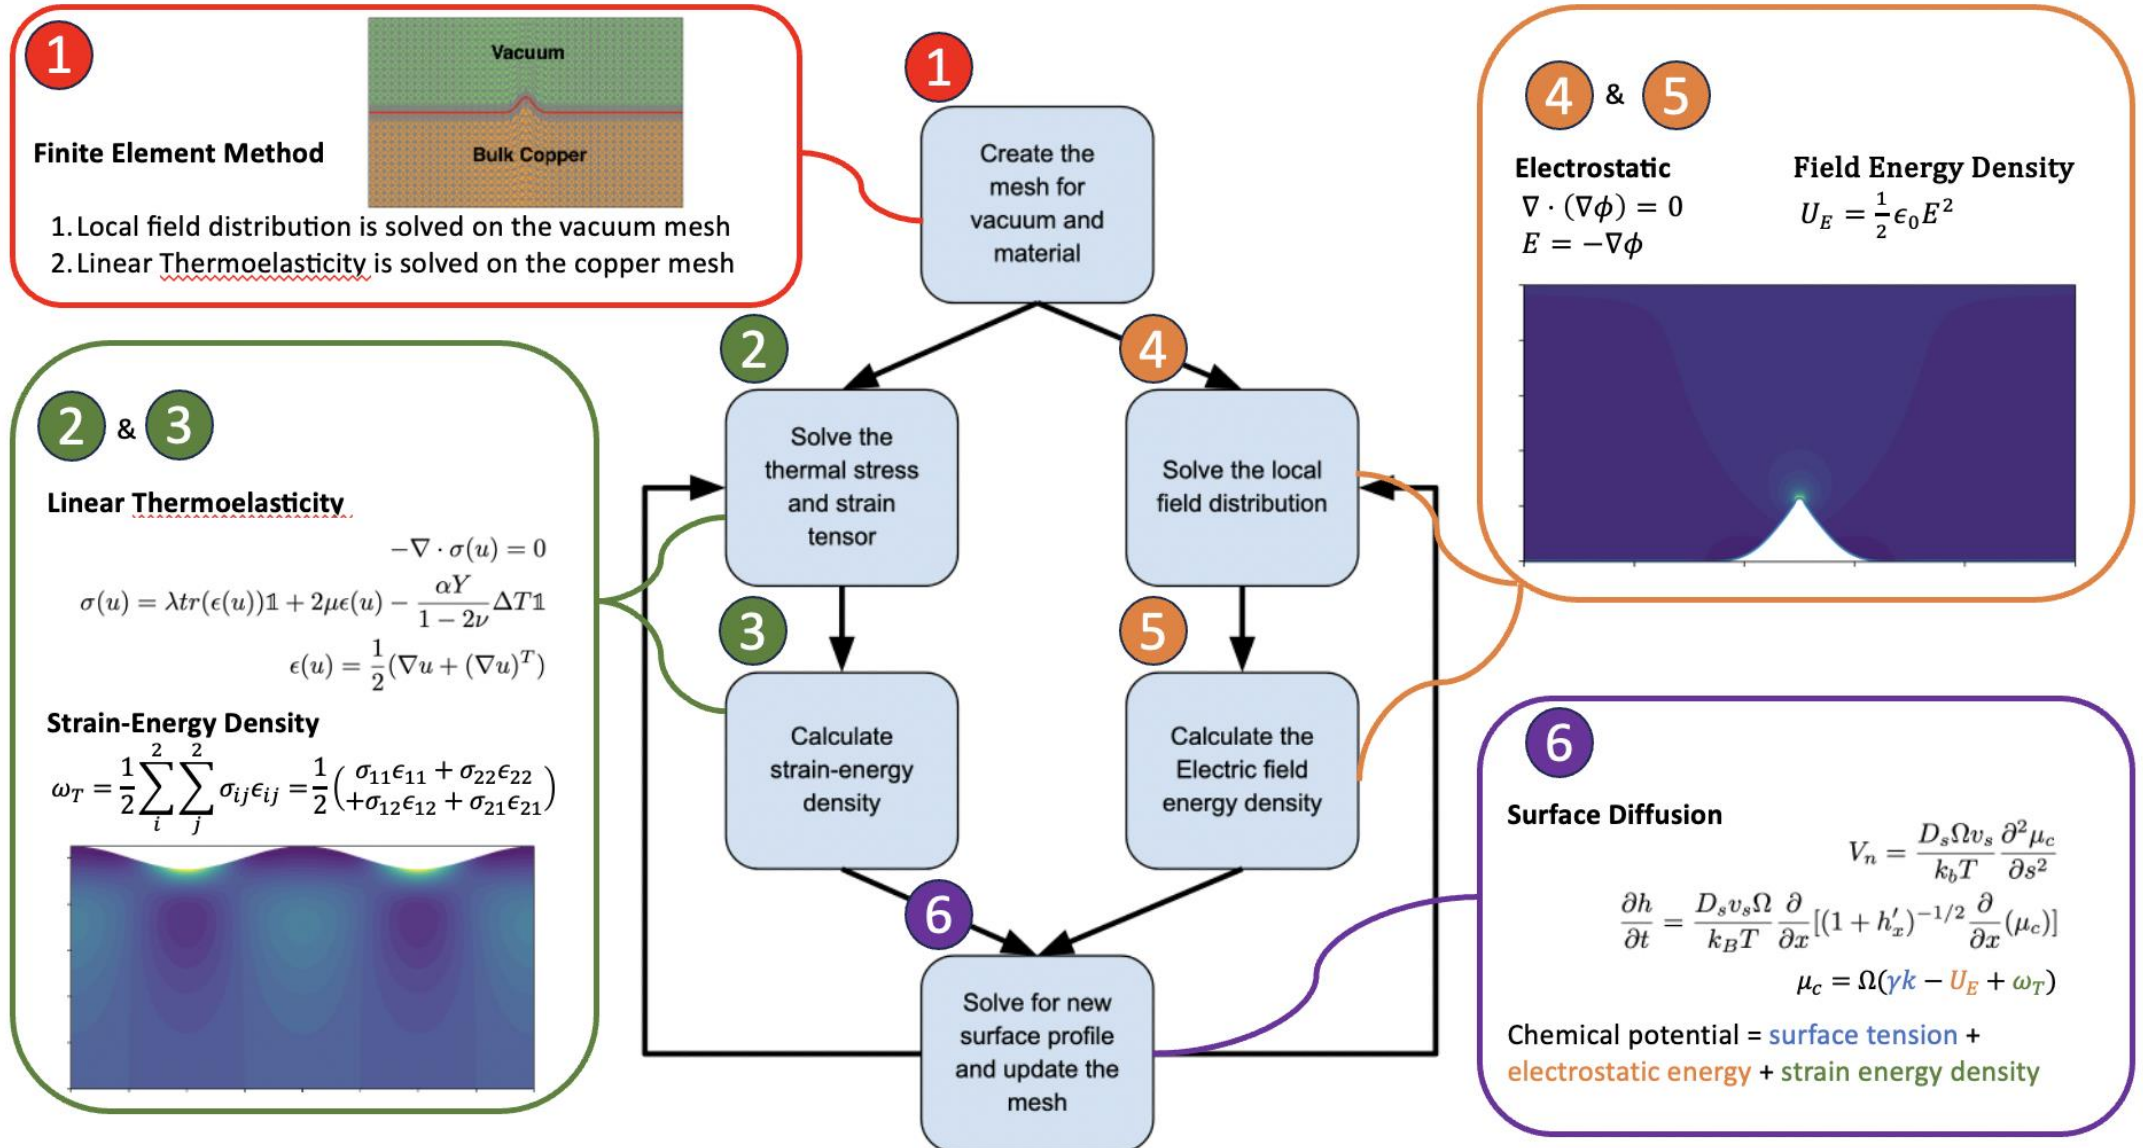 1
Vacuum
Bulk Copper
Finite Element Method
1. Local field distribution is solved on the vacuum mesh
2. Linear Thermoelasticity is solved on the copper mesh
1
Create the
mesh for
vacuum and
material
2
Solve the
thermal stress
and strain
tensor
3
Calculate
strain-energy
density
4
Solve the local
field distribution
5
Calculate the
Electric field
energy density
6
Solve for new
surface profile
and update the
mesh
2 & 3
Linear Thermoelasticity
−∇ · σ(u) = 0
σ(u) = λtr(ϵ(u))𝟙 + 2μϵ(u) − αY / (1 − 2ν) ΔT𝟙
ϵ(u) = 1/2 (∇u + (∇u)ᵀ)
Strain-Energy Density
ω_T = 1/2 ∑_i^2 ∑_j^2 σ_ij ϵ_ij = 1/2 (σ₁₁ϵ₁₁ + σ₂₂ϵ₂₂
+σ₁₂ϵ₁₂ + σ₂₁ϵ₂₁)
4 & 5
Electrostatic
∇ · (∇ϕ) = 0
E = −∇ϕ
Field Energy Density
U_E = 1/2 ϵ₀E²
6
Surface Diffusion
V_n = D_sΩv_s / k_bT ∂²μ_c / ∂s²
∂h / ∂t = D_sv_sΩ / k_BT ∂ / ∂x [(1 + h′_x)^−1/2 ∂ / ∂x (μ_c)]
μ_c = Ω(γk − U_E + ω_T)
Chemical potential = surface tension +
electrostatic energy + strain energy density